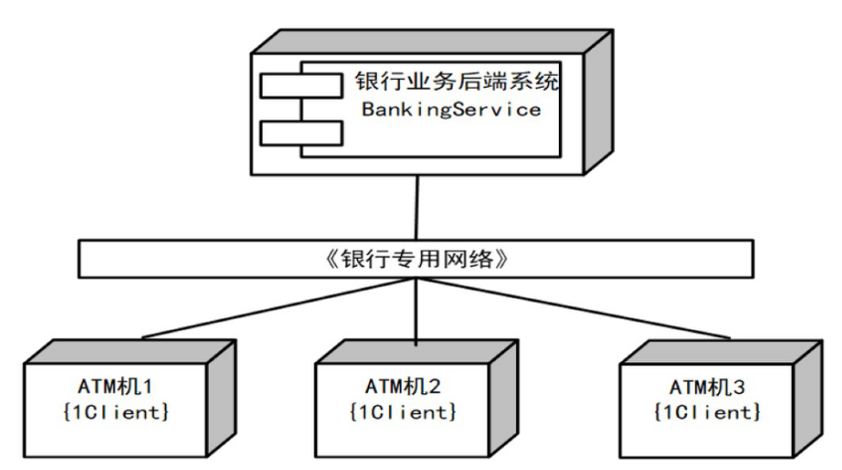 银行业务后端系统
BankingService
《银行专用网络》
ATM机1
{1Client}
ATM机2
{1Client}
ATM机3
{1Client}